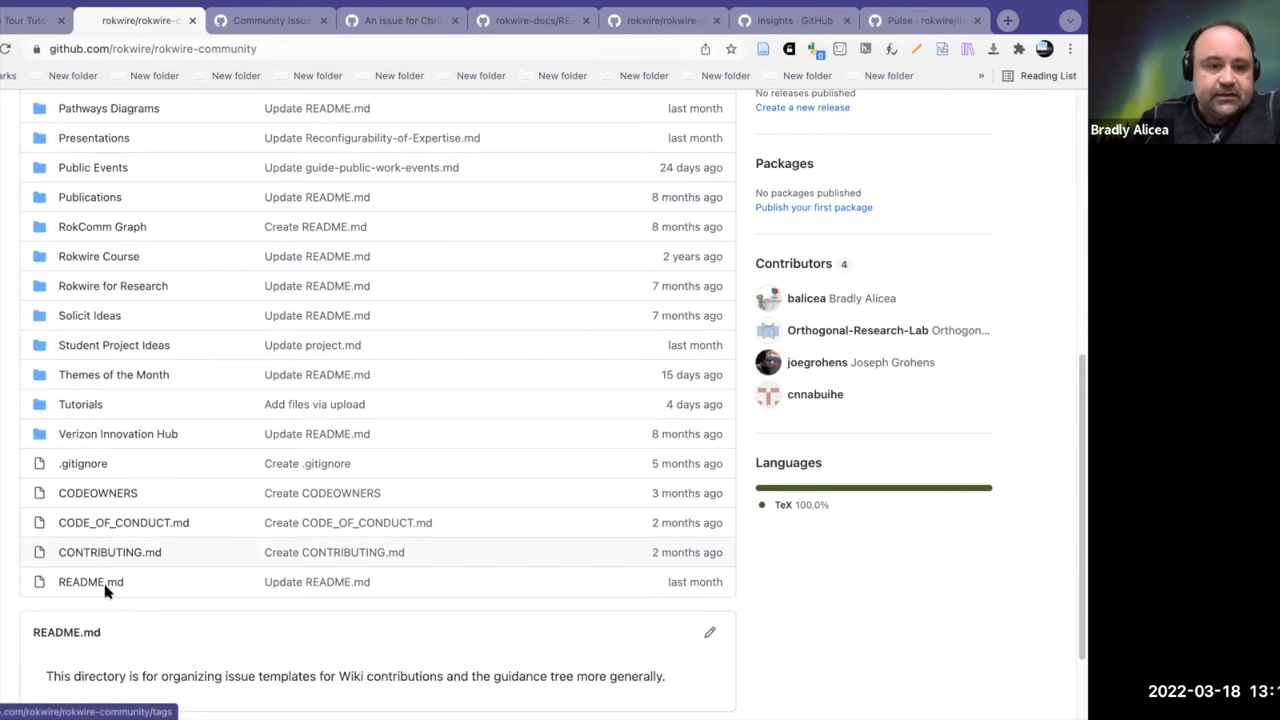 Tour Tuto
rokwire/rokwire-c
Community Issue
An issue for Chr
rokwire-docs/RE
rokwire/rokwire-
Insights · GitHub
Pulse · rokwire/il
github.com/rokwire/rokwire-community
arks New folder New folder New folder New folder New folder New folder New folder New folder New folder New folder New folder » Reading List
Pathways Diagrams Update README.md last month
Presentations Update Reconfigurability-of-Expertise.md last month
Public Events Update guide-public-work-events.md 24 days ago
Publications Update README.md 8 months ago
RokComm Graph Create README.md 8 months ago
Rokwire Course Update README.md 2 years ago
Rokwire for Research Update README.md 7 months ago
Solicit Ideas Update README.md 7 months ago
Student Project Ideas Update project.md last month
Themes of the Month Update README.md 15 days ago
Tutorials Add files via upload 4 days ago
Verizon Innovation Hub Update README.md 8 months ago
.gitignore Create .gitignore 5 months ago
CODEOWNERS Create CODEOWNERS 3 months ago
CODE_OF_CONDUCT.md Create CODE_OF_CONDUCT.md 2 months ago
CONTRIBUTING.md Create CONTRIBUTING.md 2 months ago
README.md Update README.md last month
README.md
This directory is for organizing issue templates for Wiki contributions and the guidance tree more generally.
No releases published
Create a new release
Packages
No packages published
Publish your first package
Contributors 4
balicea Bradly Alicea
Orthogonal-Research-Lab Orthogon...
joegrohens Joseph Grohens
cnnabuihe
Languages
TeX 100.0%
Bradly Alicea
2022-03-18 13:
b.com/rokwire/rokwire-community/tags